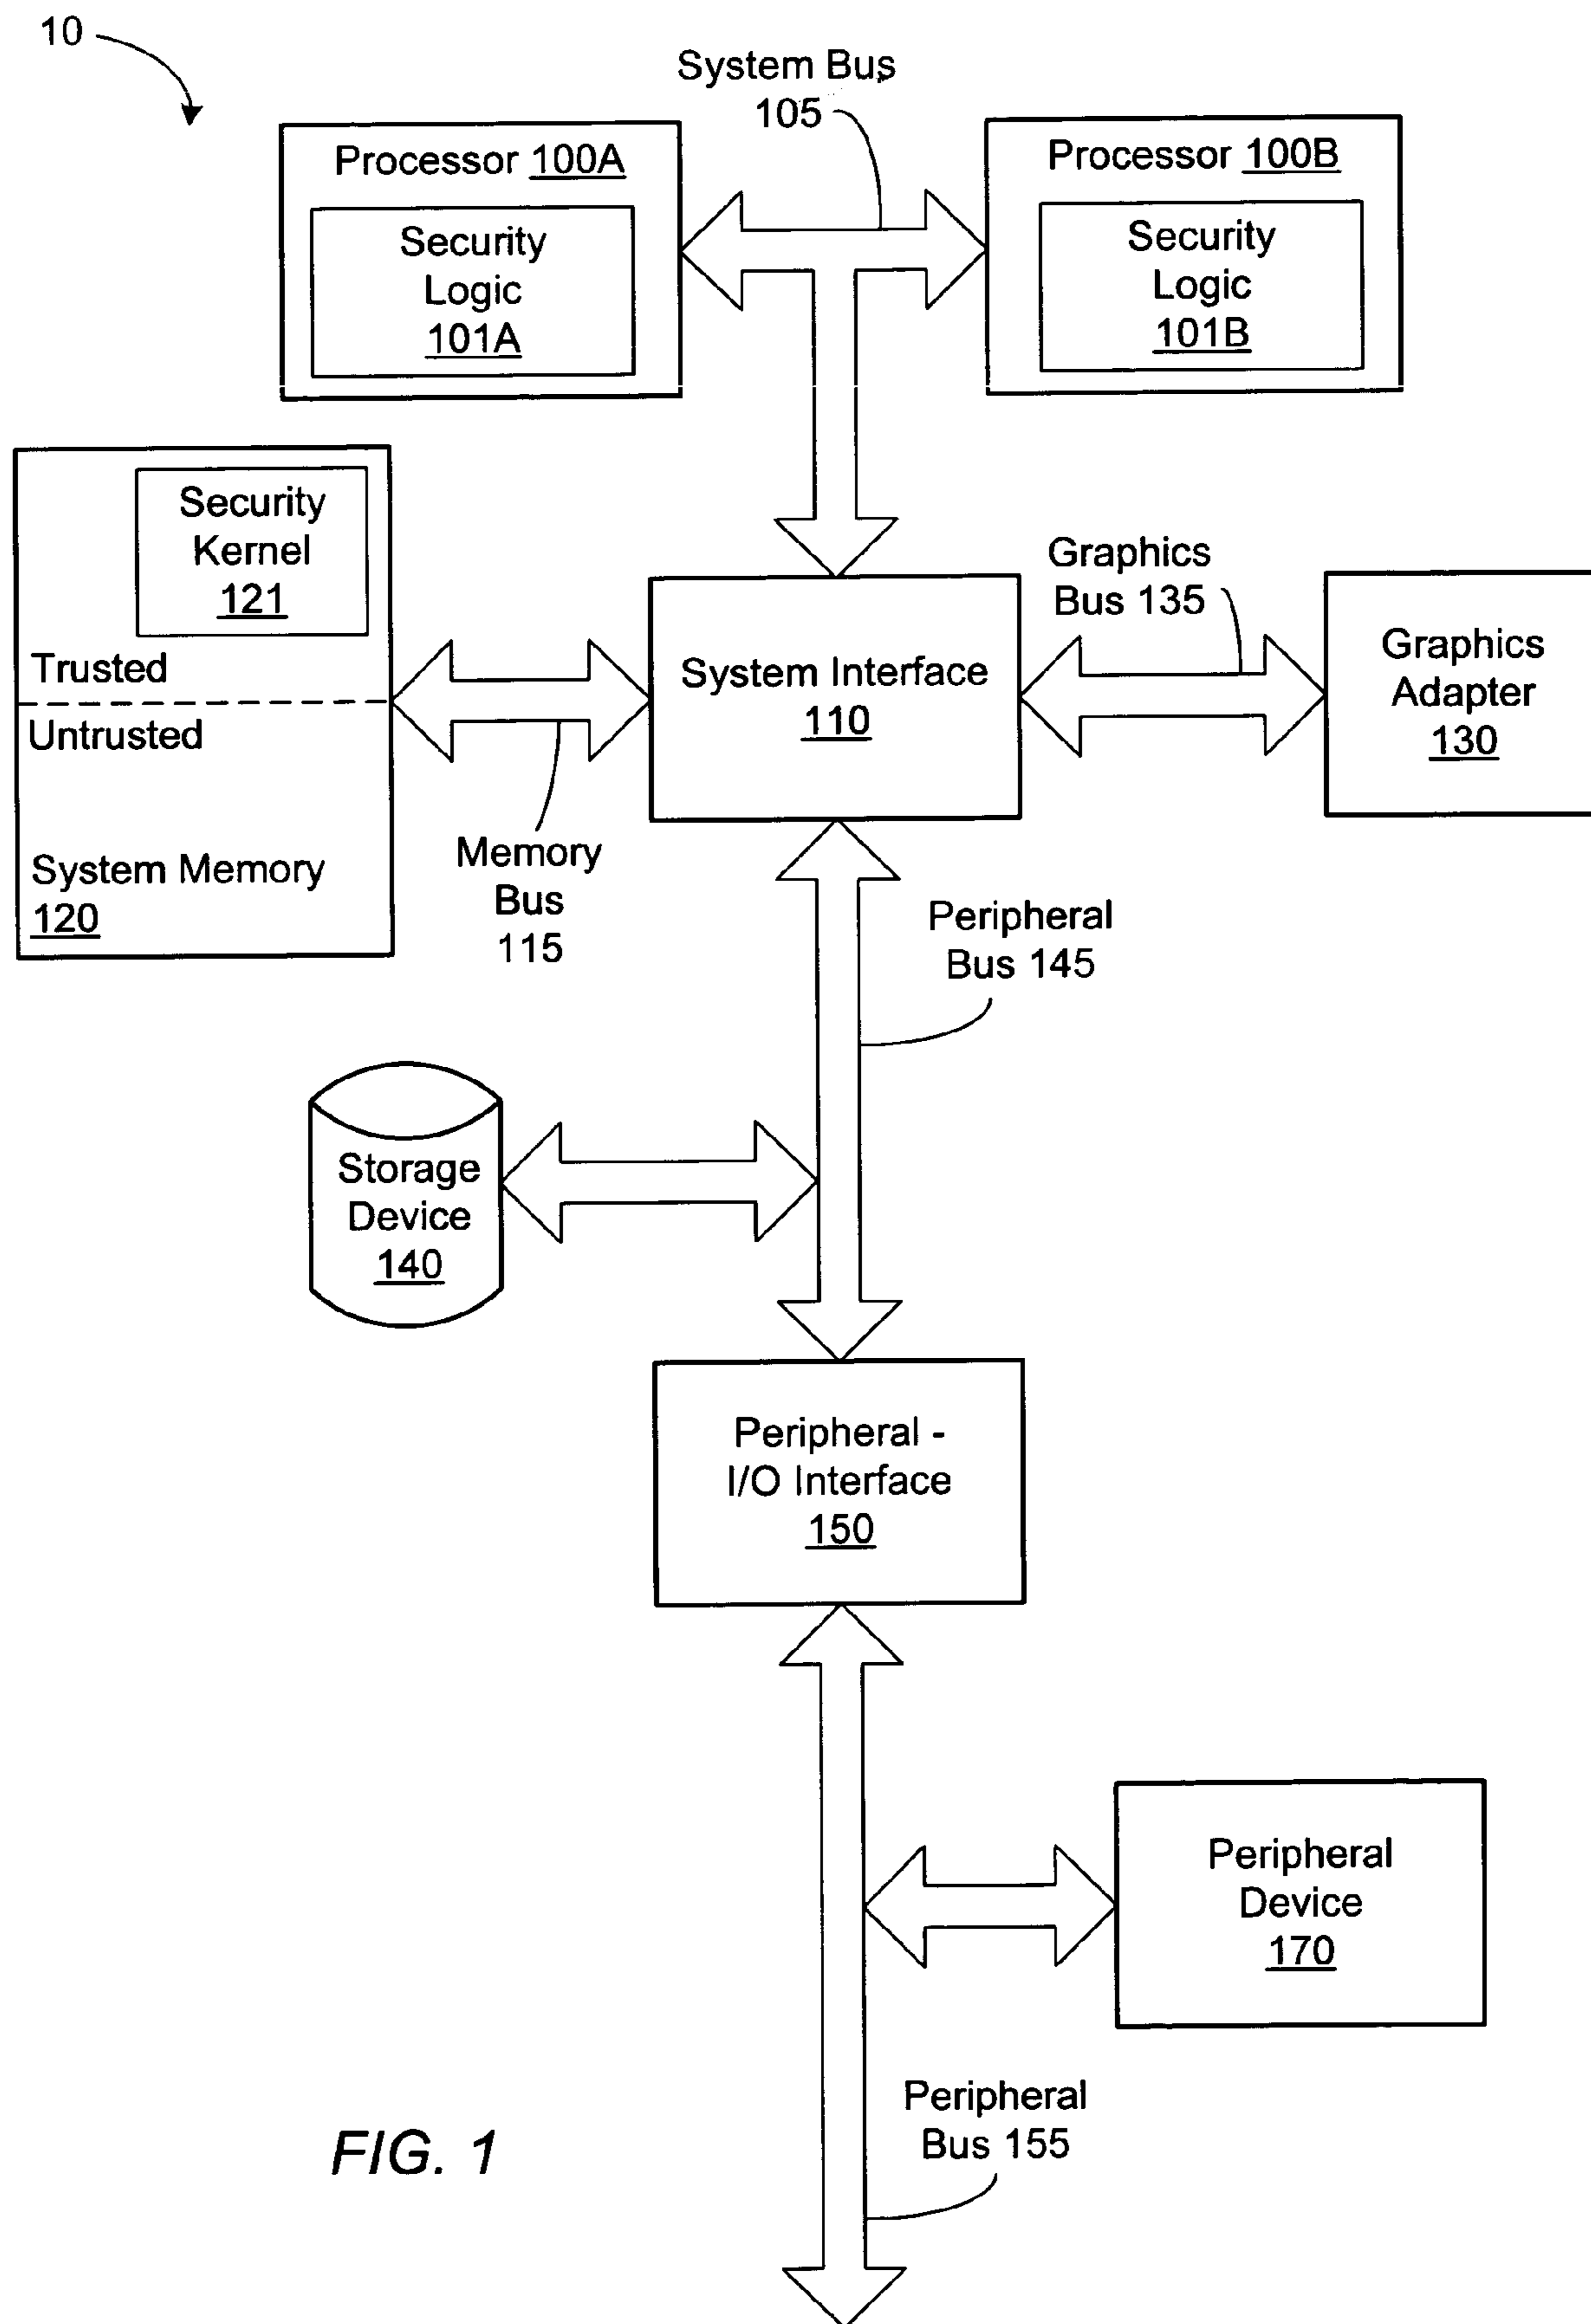 10
System Bus
105
Processor 100A
Security
Logic
101A
Processor 100B
Security
Logic
101B
Security
Kernel
121
Trusted
Untrusted
System Memory
120
Memory
Bus
115
System Interface
110
Graphics
Bus 135
Graphics
Adapter
130
Peripheral
Bus 145
Storage
Device
140
Peripheral -
I/O Interface
150
Peripheral
Device
170
Peripheral
Bus 155
FIG. 1